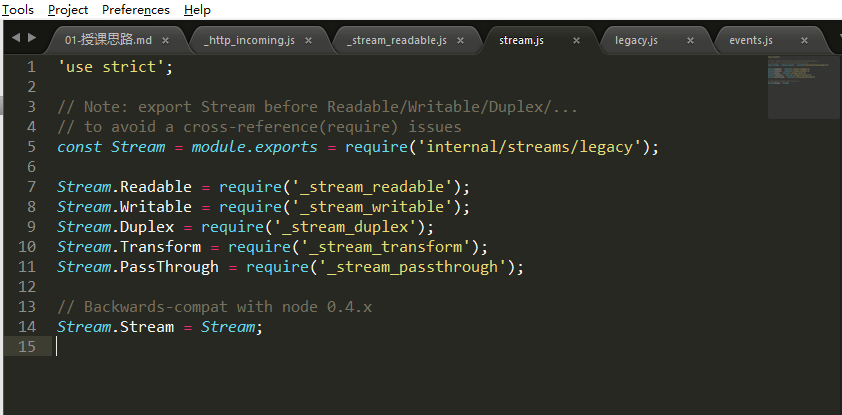 Tools Project Preferences Help
01-授课思路.md × _http_incoming.js × _stream_readable.js × stream.js × legacy.js × events.js ×
1 'use strict';
2
3 // Note: export Stream before Readable/Writable/Duplex/...
4 // to avoid a cross-reference(require) issues
5 const Stream = module.exports = require('internal/streams/legacy');
6
7 Stream.Readable = require('_stream_readable');
8 Stream.Writable = require('_stream_writable');
9 Stream.Duplex = require('_stream_duplex');
10 Stream.Transform = require('_stream_transform');
11 Stream.PassThrough = require('_stream_passthrough');
12
13 // Backwards-compat with node 0.4.x
14 Stream.Stream = Stream;
15